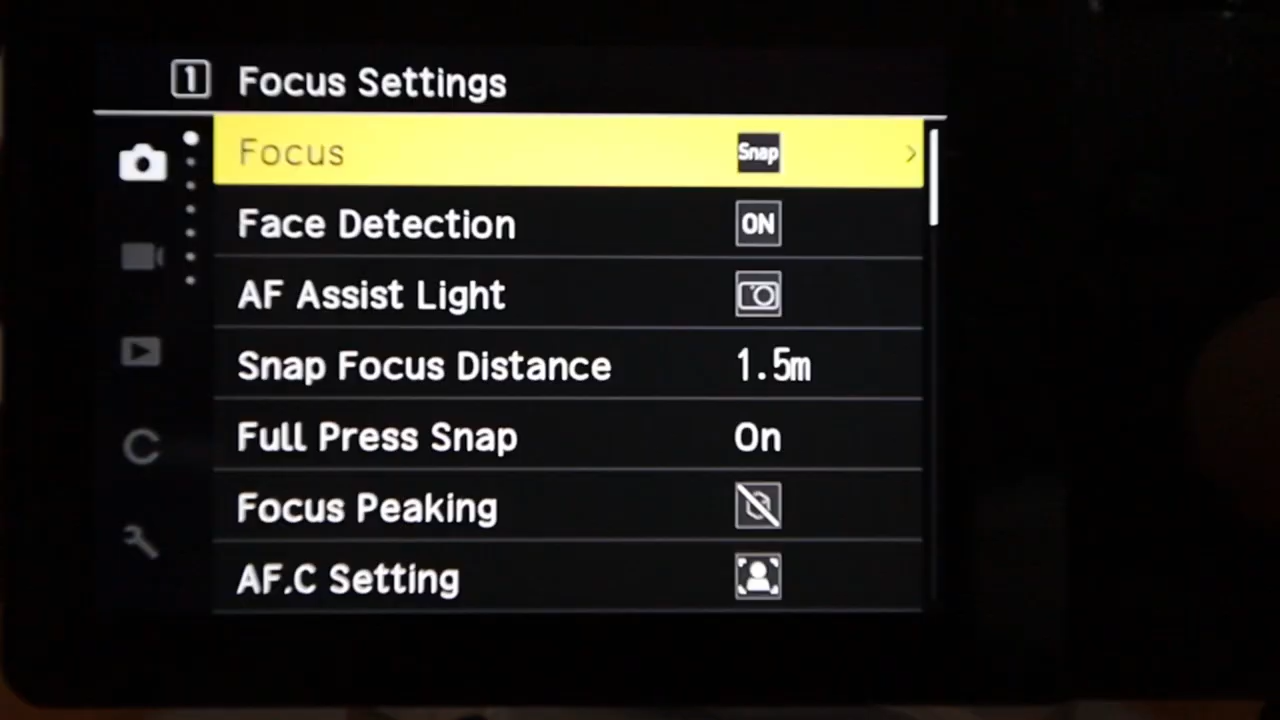 1 Focus Settings
Focus Snap
Face Detection ON
AF Assist Light
Snap Focus Distance 1.5m
Full Press Snap On
Focus Peaking
AF.C Setting
C